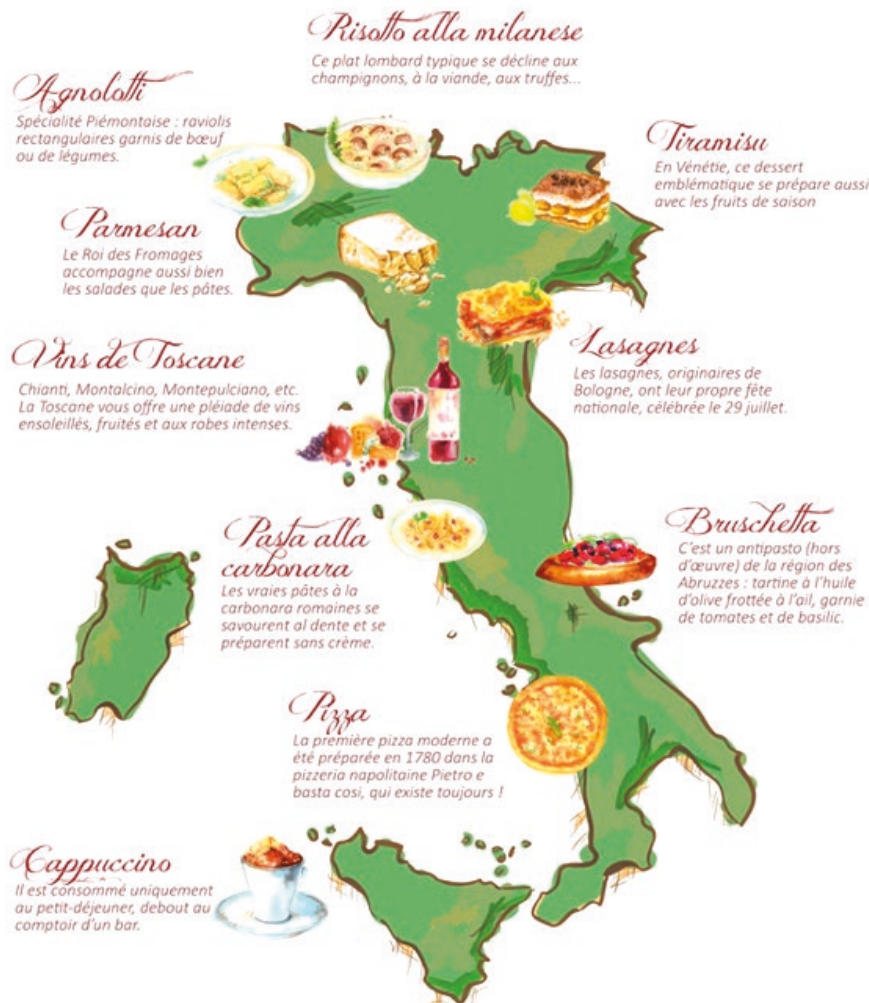 Risotto alla milanese
Ce plat lombard typique se décline aux
champignons, à la viande, aux truffes...
Agnolotti
Spécialité Piémontaise : raviolis
rectangulaires garnis de bœuf
ou de légumes.
Tiramisu
En Vénétie, ce dessert
emblématique se prépare aussi
avec les fruits de saison
Parmesan
Le Roi des Fromages
accompagne aussi bien
les salades que les pâtes.
Vins de Toscane
Chianti, Montalcino, Montepulciano, etc.
La Toscane vous offre une pléiade de vins
ensoleillés, fruités et aux robes intenses.
Lasagnes
Les lasagnes, originaires de
Bologne, ont leur propre fête
nationale, célébrée le 29 juillet.
Pasta alla
carbonara
Les vraies pâtes à la
carbonara romaines se
savourent al dente et se
préparent sans crème.
Bruschetta
C'est un antipasto (hors
d'œuvre) de la région des
Abruzzes : tartine à l'huile
d'olive frottée à l'ail, garnie
de tomates et de basilic.
Pizza
La première pizza moderne a
été préparée en 1780 dans la
pizzeria napolitaine Pietro e
basta cosi, qui existe toujours !
Cappuccino
Il est consommé uniquement
au petit-déjeuner, debout au
comptoir d'un bar.